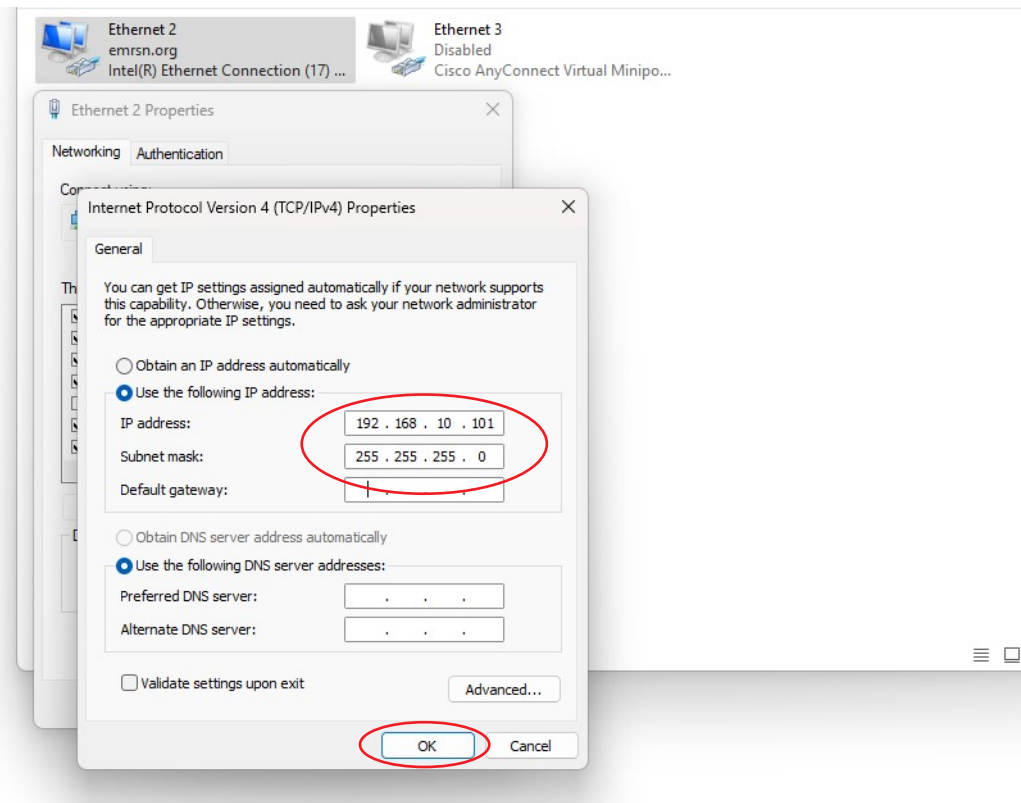 Ethernet 2
emrsn.org
Intel(R) Ethernet Connection (17) ...
Ethernet 3
Disabled
Cisco AnyConnect Virtual Minipo...
Ethernet 2 Properties
Networking
Authentication
Internet Protocol Version 4 (TCP/IPv4) Properties
General
You can get IP settings assigned automatically if your network supports
this capability. Otherwise, you need to ask your network administrator
for the appropriate IP settings.
Obtain an IP address automatically
Use the following IP address:
IP address: 192 . 168 . 10 . 101
Subnet mask: 255 . 255 . 255 . 0
Default gateway: . . .
Obtain DNS server address automatically
Use the following DNS server addresses:
Preferred DNS server: . . .
Alternate DNS server: . . .
Validate settings upon exit
Advanced...
OK
Cancel